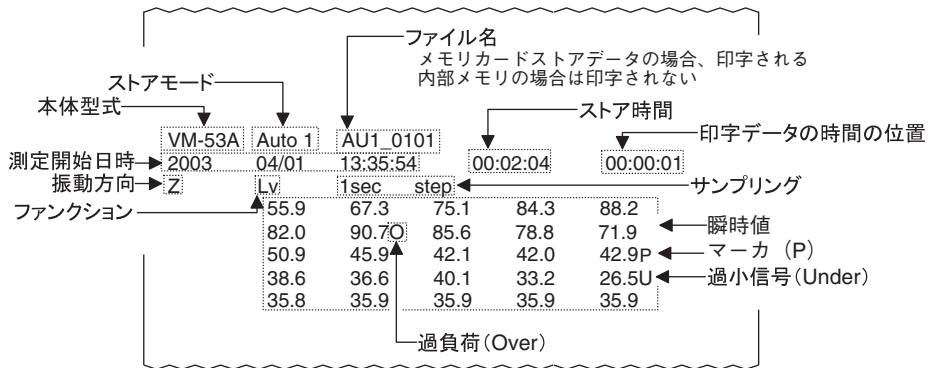 ファイル名
メモリカードストアデータの場合、印字される
内部メモリの場合は印字されない
ストアモード
ストア時間
本体型式
印字データの時間の位置
VM-53A Auto 1 AU1_0101
測定開始日時 2003 04/01 13:35:54 00:02:04 00:00:01
振動方向 Z Lv 1sec step サンプリング
ファンクション
55.9 67.3 75.1 84.3 88.2
82.0 90.7O 85.6 78.8 71.9 瞬時値
50.9 45.9 42.1 42.0 42.9P マーカ（P）
38.6 36.6 40.1 33.2 26.5U 過小信号（Under）
35.8 35.9 35.9 35.9 35.9
過負荷（Over）